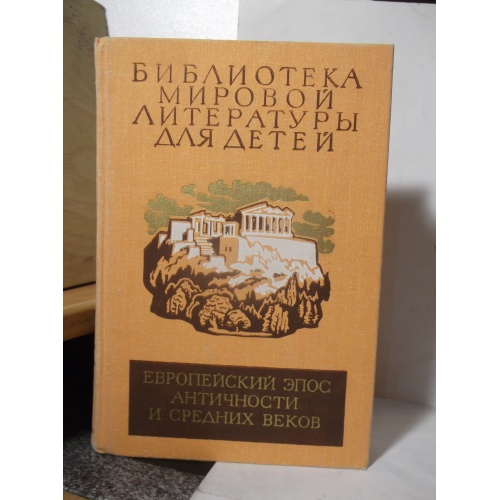 БИБЛИОТЕКА
МИРОВОЙ
ЛИТЕРАТУРЫ
ДЛЯ ДЕТЕЙ
ЕВРОПЕЙСКИЙ ЭПОС
АНТИЧНОСТИ
И СРЕДНИХ ВЕКОВ